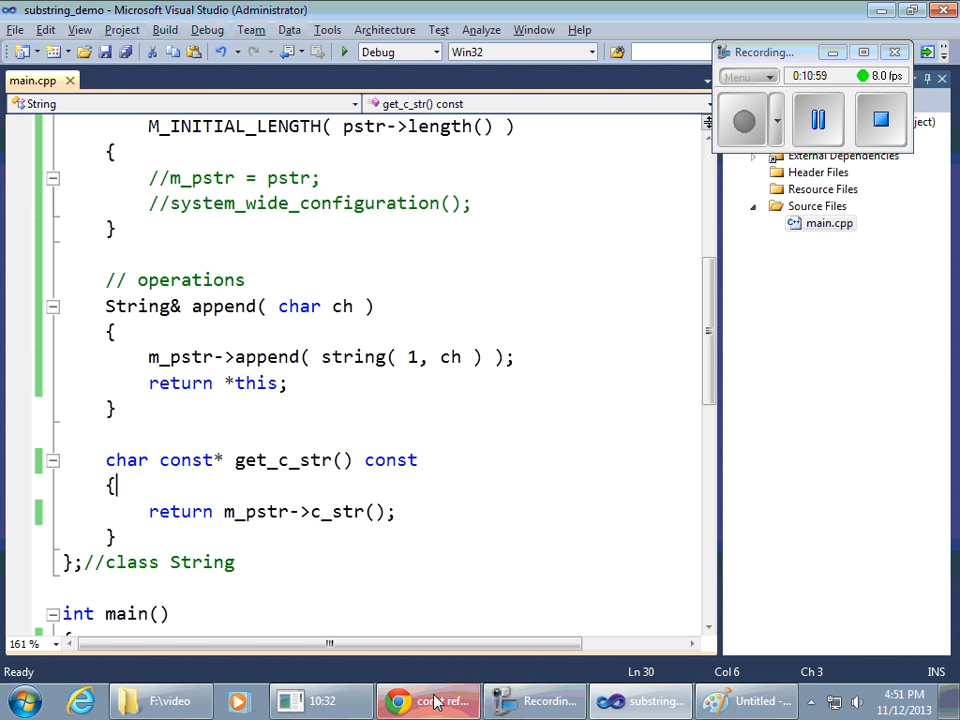 substring_demo - Microsoft Visual Studio (Administrator)
File Edit View Project Build Debug Team Data Tools Architecture Test Analyze Window Help
Debug Win32
Recording...
Menu 0:10:59 8.0 fps
main.cpp
String get_c_str() const
M_INITIAL_LENGTH( pstr->length() )
{
//m_pstr = pstr;
//system_wide_configuration();
}
// operations
String& append( char ch )
{
m_pstr->append( string( 1, ch ) );
return *this;
}
char const* get_c_str() const
{
return m_pstr->c_str();
}
};//class String
int main()
ject)
External Dependencies
Header Files
Resource Files
Source Files
main.cpp
161 %
Ready Ln 30 Col 6 Ch 3 INS
F:\video 10:32 ref... Recordin... substring... Untitled -...
4:51 PM
11/12/2013